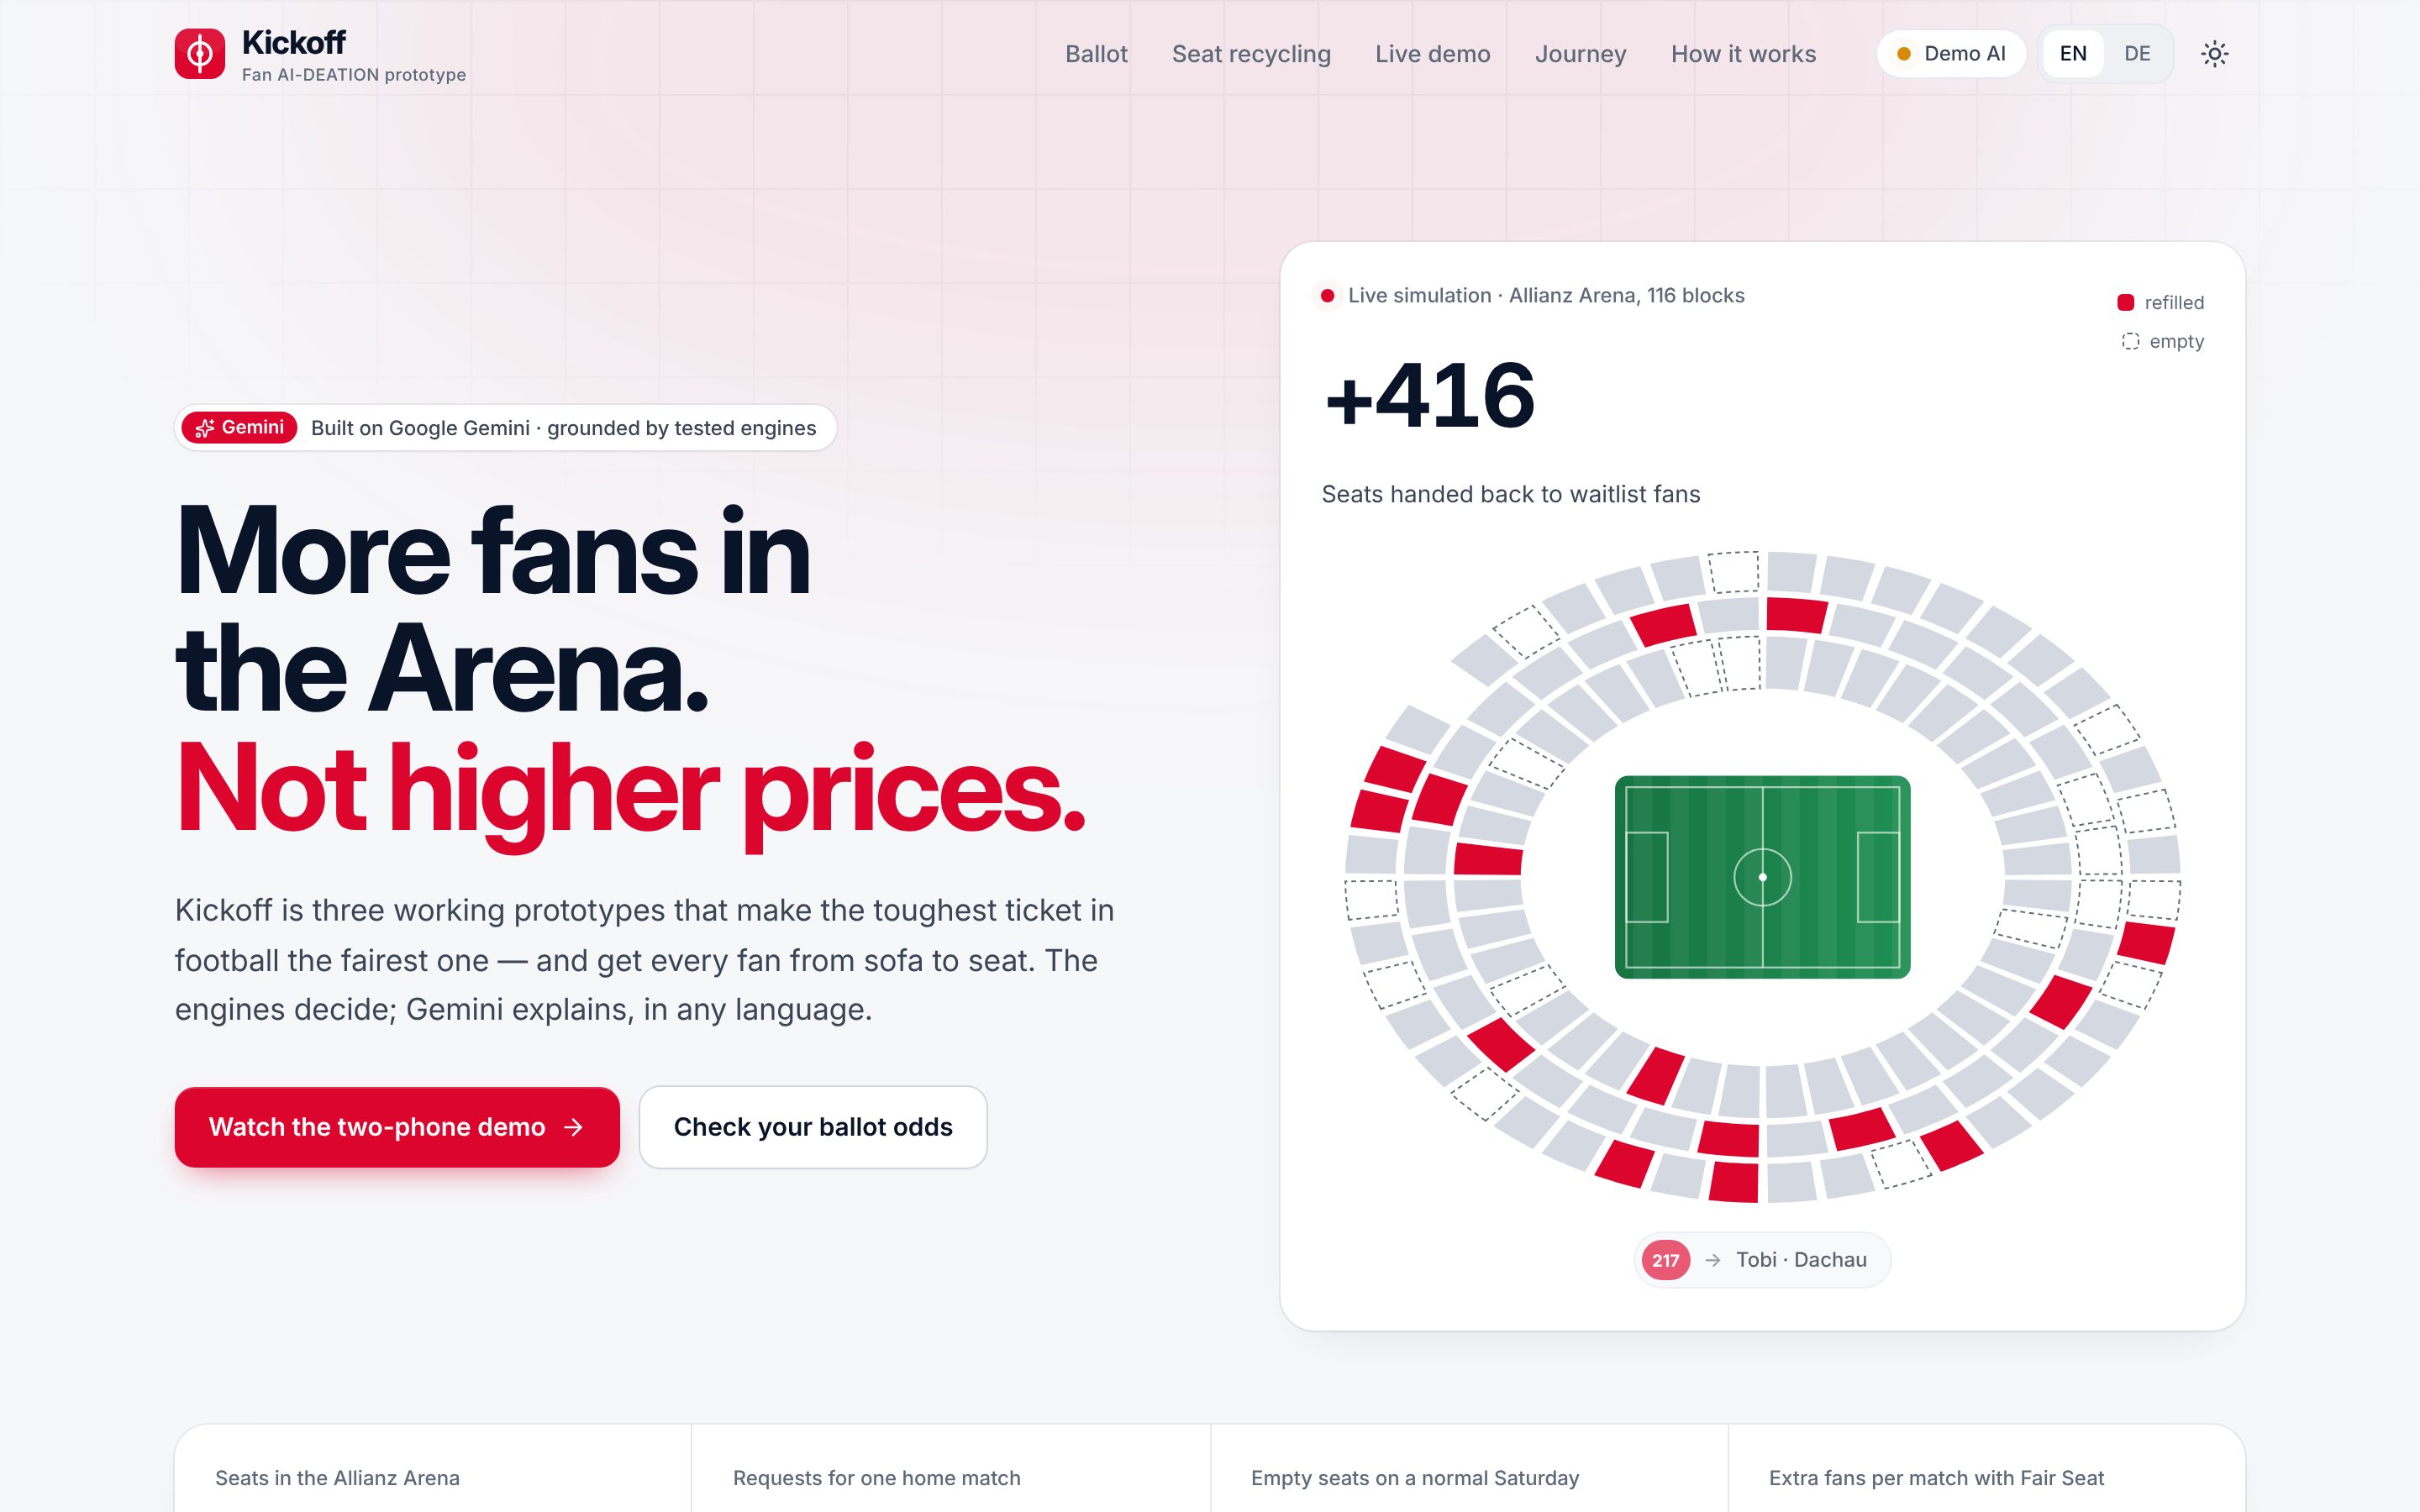 Kickoff
Fan AI-DEATION prototype
Ballot
Seat recycling
Live demo
Journey
How it works
Demo AI
EN
DE
Gemini
Built on Google Gemini · grounded by tested engines
More fans in
the Arena.
Not higher prices.
Kickoff is three working prototypes that make the toughest ticket in
football the fairest one — and get every fan from sofa to seat. The
engines decide; Gemini explains, in any language.
Watch the two-phone demo →
Check your ballot odds
Live simulation · Allianz Arena, 116 blocks
refilled
empty
+416
Seats handed back to waitlist fans
217 → Tobi · Dachau
Seats in the Allianz Arena
Requests for one home match
Empty seats on a normal Saturday
Extra fans per match with Fair Seat